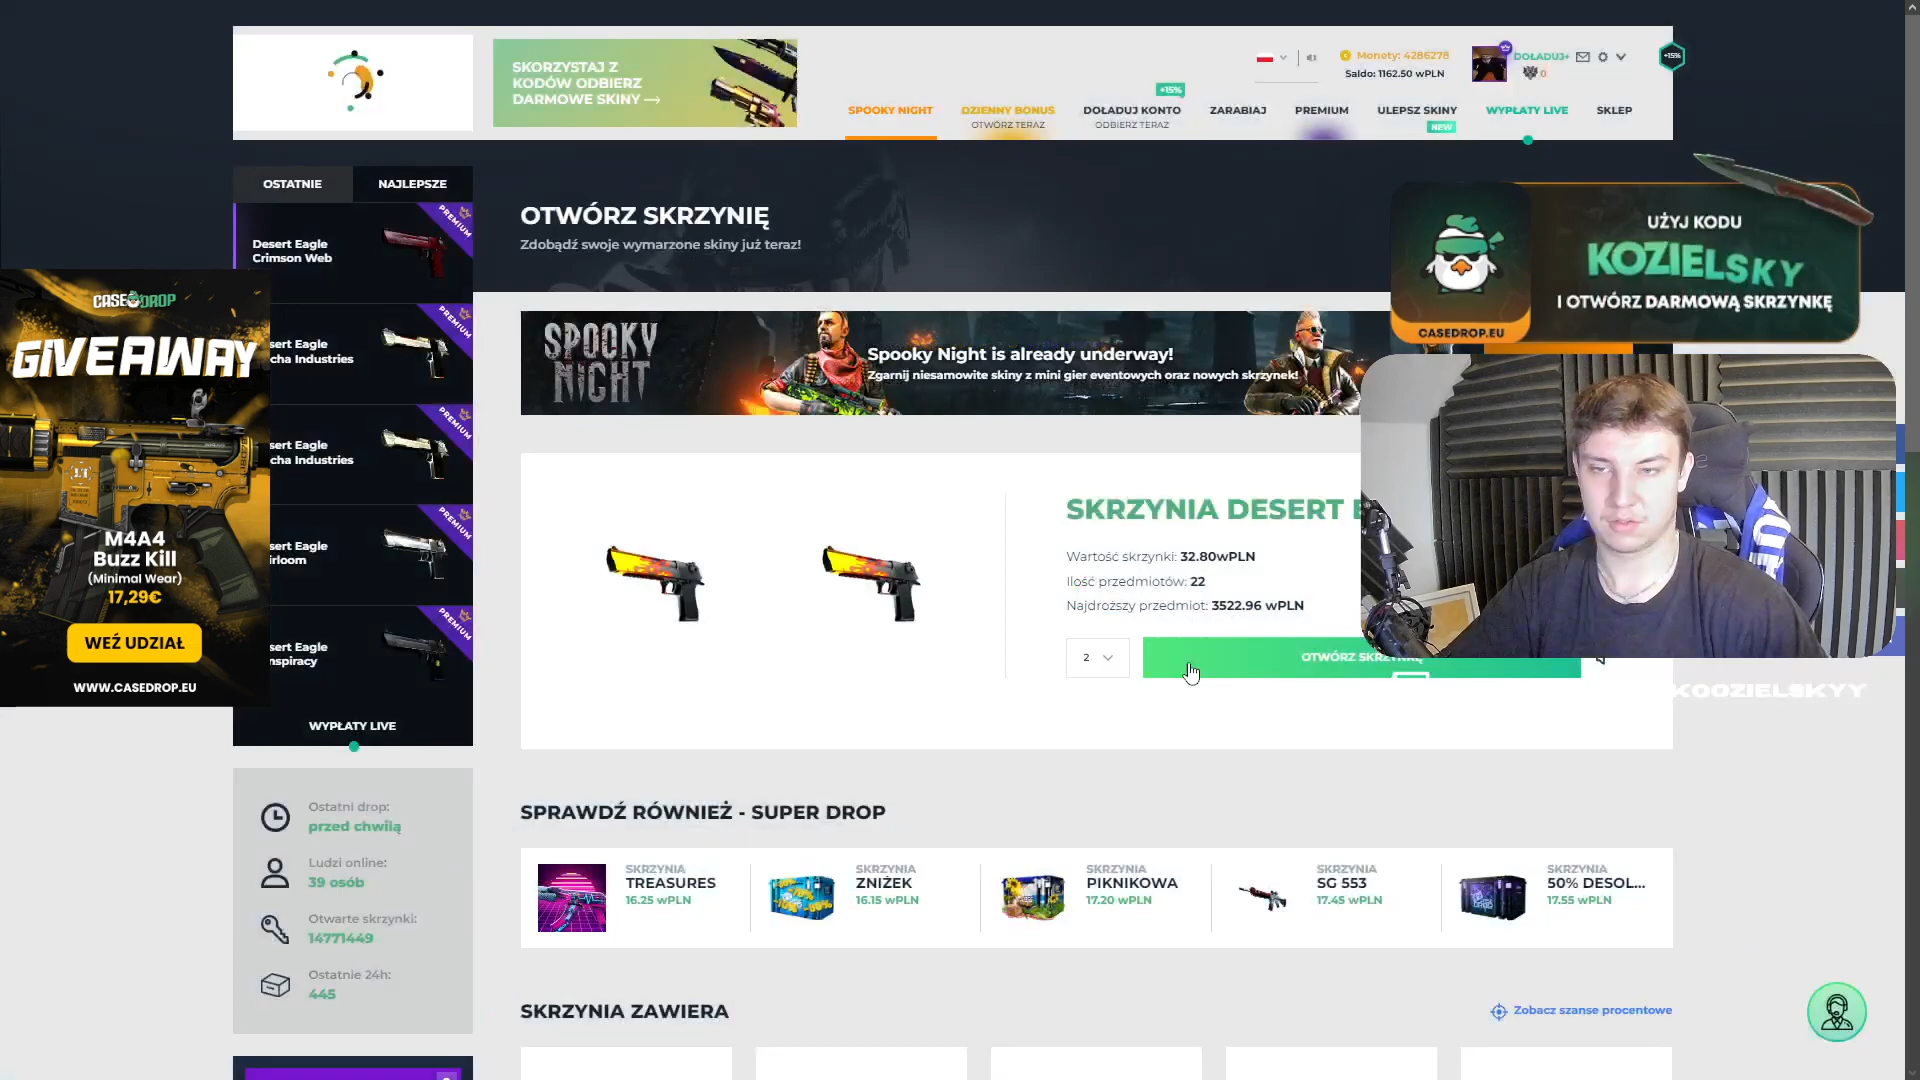 SKORZYSTAJ Z
KODÓW ODBIERZ
DARMOWE SKINY
Monety: 4286278
Saldo: 1162.50 wPLN
DOŁADUJ+
0
+15%
+15%
SPOOKY NIGHT
DZIENNY BONUS
OTWÓRZ TERAZ
DOŁADUJ KONTO
ODBIERZ TERAZ
ZARABIAJ
PREMIUM
ULEPSZ SKINY
NEW
WYPŁATY LIVE
SKLEP
OSTATNIE
NAJLEPSZE
OTWÓRZ SKRZYNIĘ
Zdobądź swoje wymarzone skiny już teraz!
PREMIUM
Desert Eagle
Crimson Web
UŻYJ KODU
KOZIELSKY
I OTWÓRZ DARMOWĄ SKRZYNKĘ
CASEDROP.EU
CASEDROP
GIVEAWAY
M4A4
Buzz Kill
(Minimal Wear)
17,29€
WEŹ UDZIAŁ
WWW.CASEDROP.EU
PREMIUM
sert Eagle
cha Industries
PREMIUM
sert Eagle
cha Industries
PREMIUM
sert Eagle
irloom
PREMIUM
sert Eagle
nspiracy
WYPŁATY LIVE
SPOOKY
NIGHT
Spooky Night is already underway!
Zgarnij niesamowite skiny z mini gier eventowych oraz nowych skrzynek!
SKRZYNIA DESERT E
Wartość skrzynki: 32.80wPLN
Ilość przedmiotów: 22
Najdroższy przedmiot: 3522.96 wPLN
2
OTWÓRZ SKRZYNKĘ
KOOZIELSKYY
Ostatni drop:
przed chwilą
Ludzi online:
39 osób
Otwarte skrzynki:
14771449
Ostatnie 24h:
445
SPRAWDŹ RÓWNIEŻ - SUPER DROP
SKRZYNIA
TREASURES
16.25 wPLN
SKRZYNIA
ZNIŻEK
16.15 wPLN
SKRZYNIA
PIKNIKOWA
17.20 wPLN
SKRZYNIA
SG 553
17.45 wPLN
SKRZYNIA
50% DESOL...
17.55 wPLN
SKRZYNIA ZAWIERA
Zobacz szanse procentowe